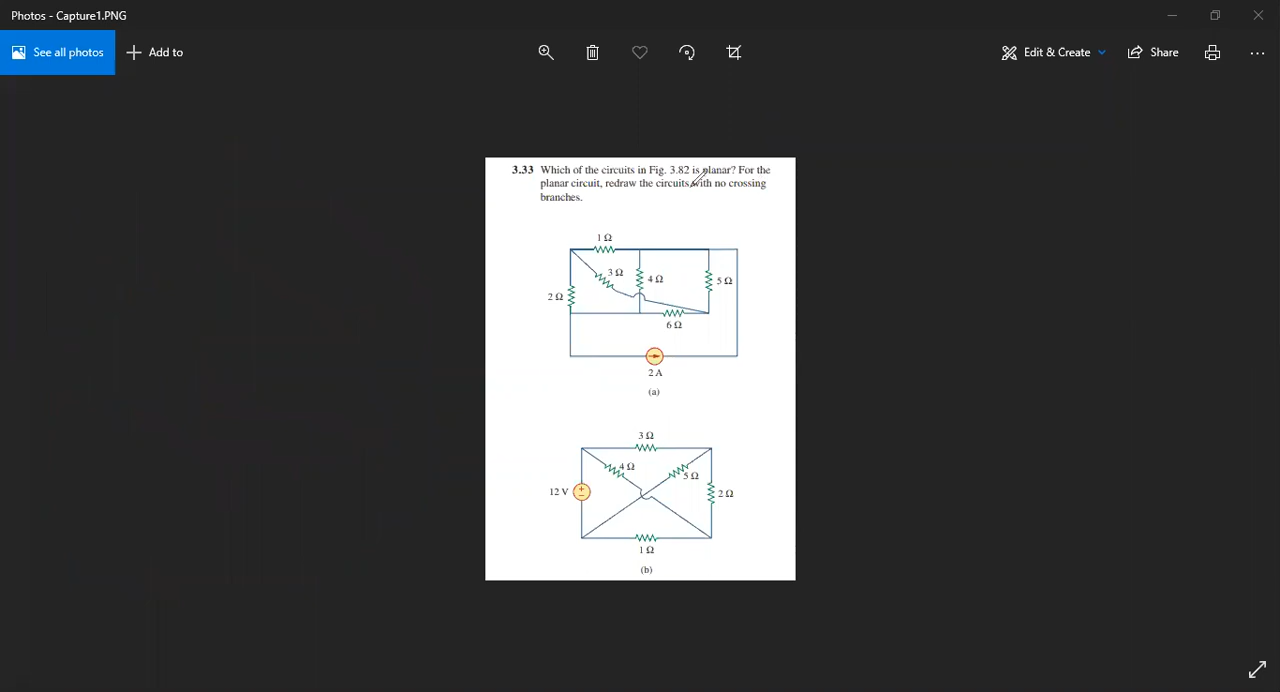 Photos - Capture1.PNG
See all photos
Add to
Edit & Create
Share
3.33 Which of the circuits in Fig. 3.82 is planar? For the
planar circuit, redraw the circuits with no crossing
branches.
1 Ω
3 Ω
4 Ω
5 Ω
2 Ω
6 Ω
2 A
(a)
3 Ω
4 Ω
5 Ω
12 V
+
−
2 Ω
1 Ω
(b)